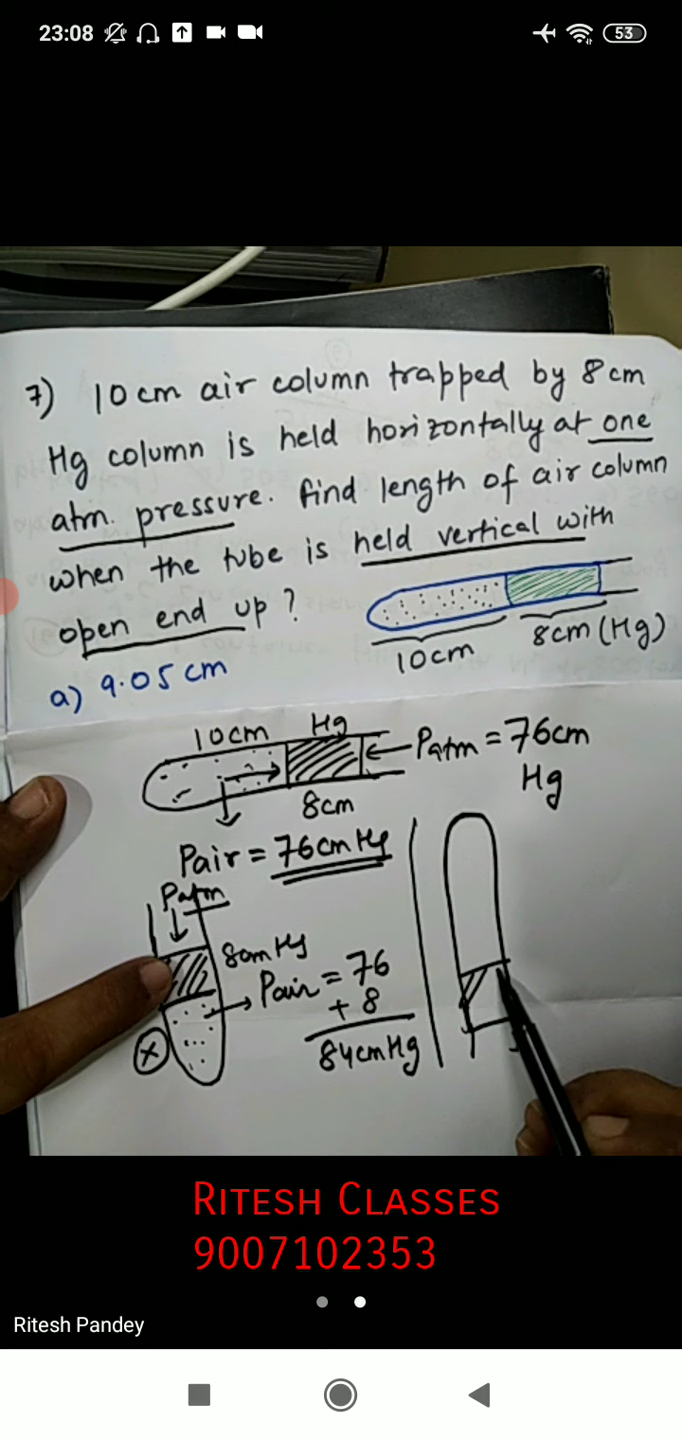 23:08
53
7) 10 cm air column trapped by 8 cm
Hg column is held horizontally at one
atm. pressure. find length of air column
when the tube is held vertical with
open end up?
10cm 8cm (Hg)
a) 9.05 cm
10cm Hg
Patm = 76cm
Hg
8cm
Pair = 76cm Hg
Patm
8cm Hg
Pair = 76
+ 8
84cmHg
X
RITESH CLASSES
9007102353
Ritesh Pandey